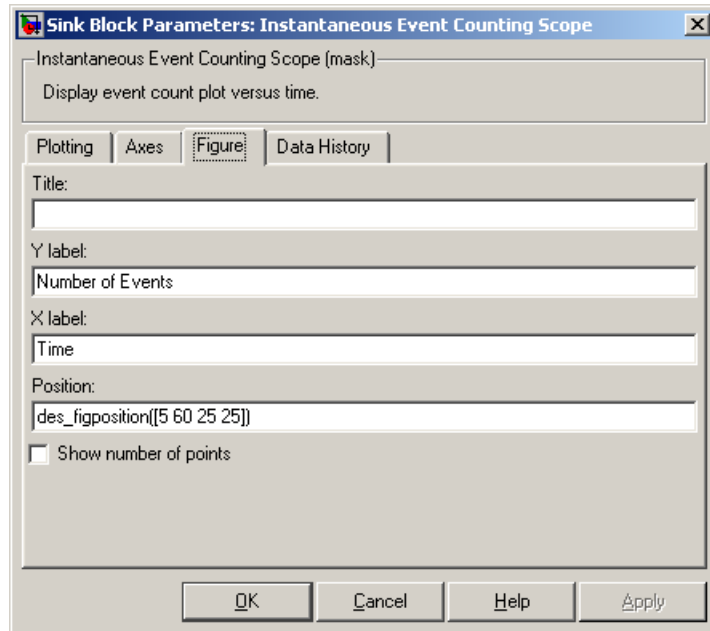 Sink Block Parameters: Instantaneous Event Counting Scope
Instantaneous Event Counting Scope (mask)
Display event count plot versus time.
Plotting Axes Figure Data History
Title:
Y label:
Number of Events
X label:
Time
Position:
des_figposition([5 60 25 25])
Show number of points
OK Cancel Help Apply